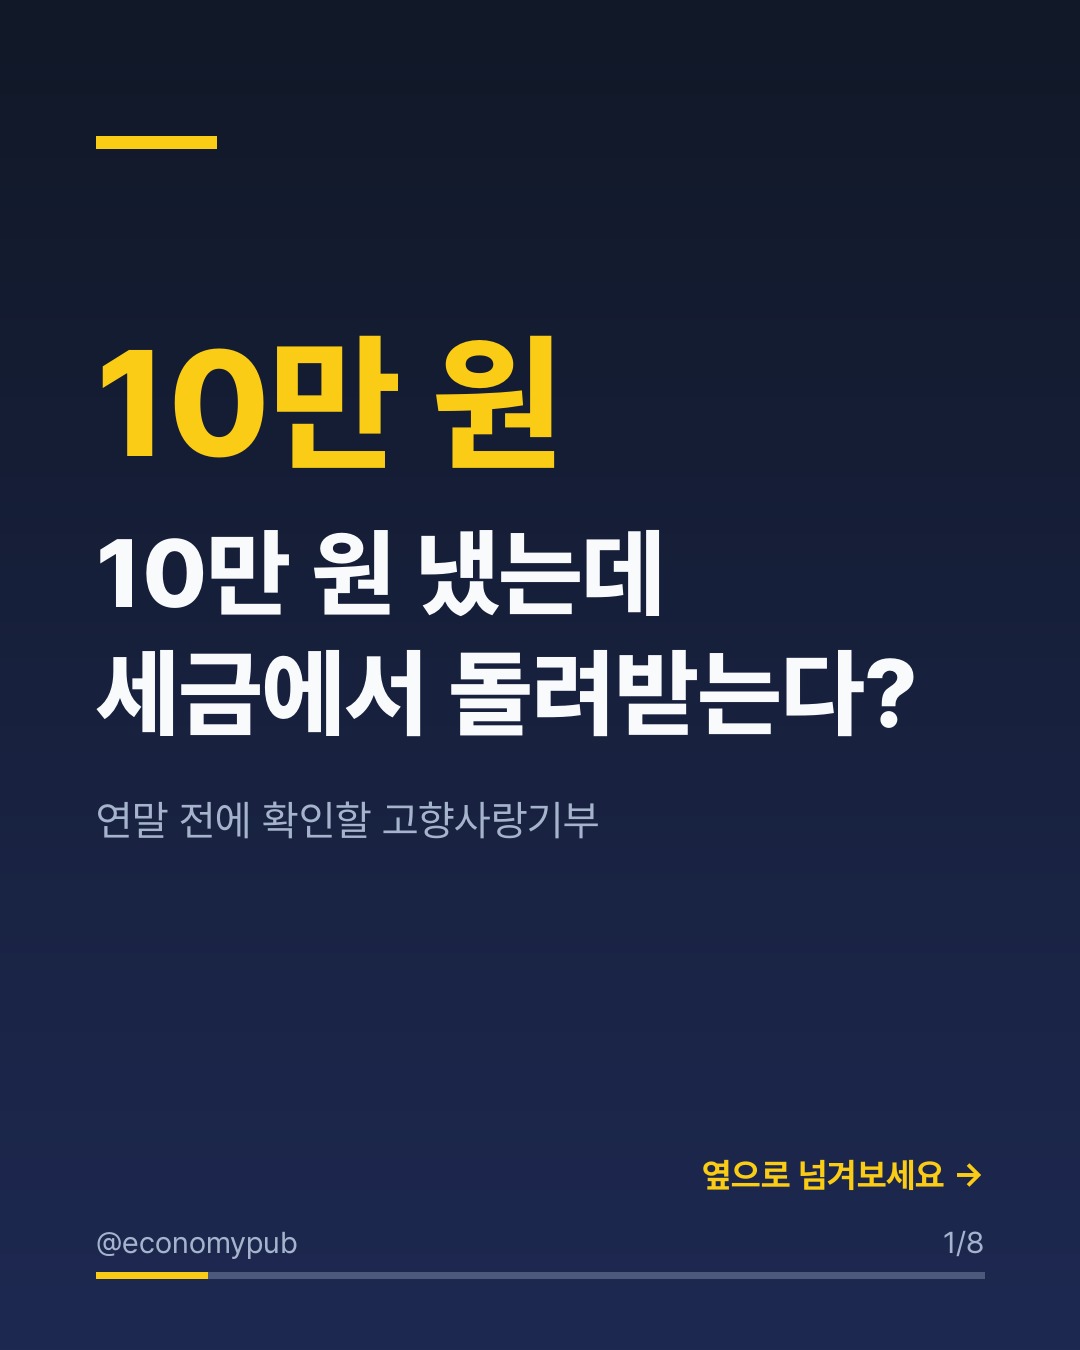 10만 원
10만 원 냈는데
세금에서 돌려받는다?
연말 전에 확인할 고향사랑기부
옆으로 넘겨보세요 →
@economypub
1/8